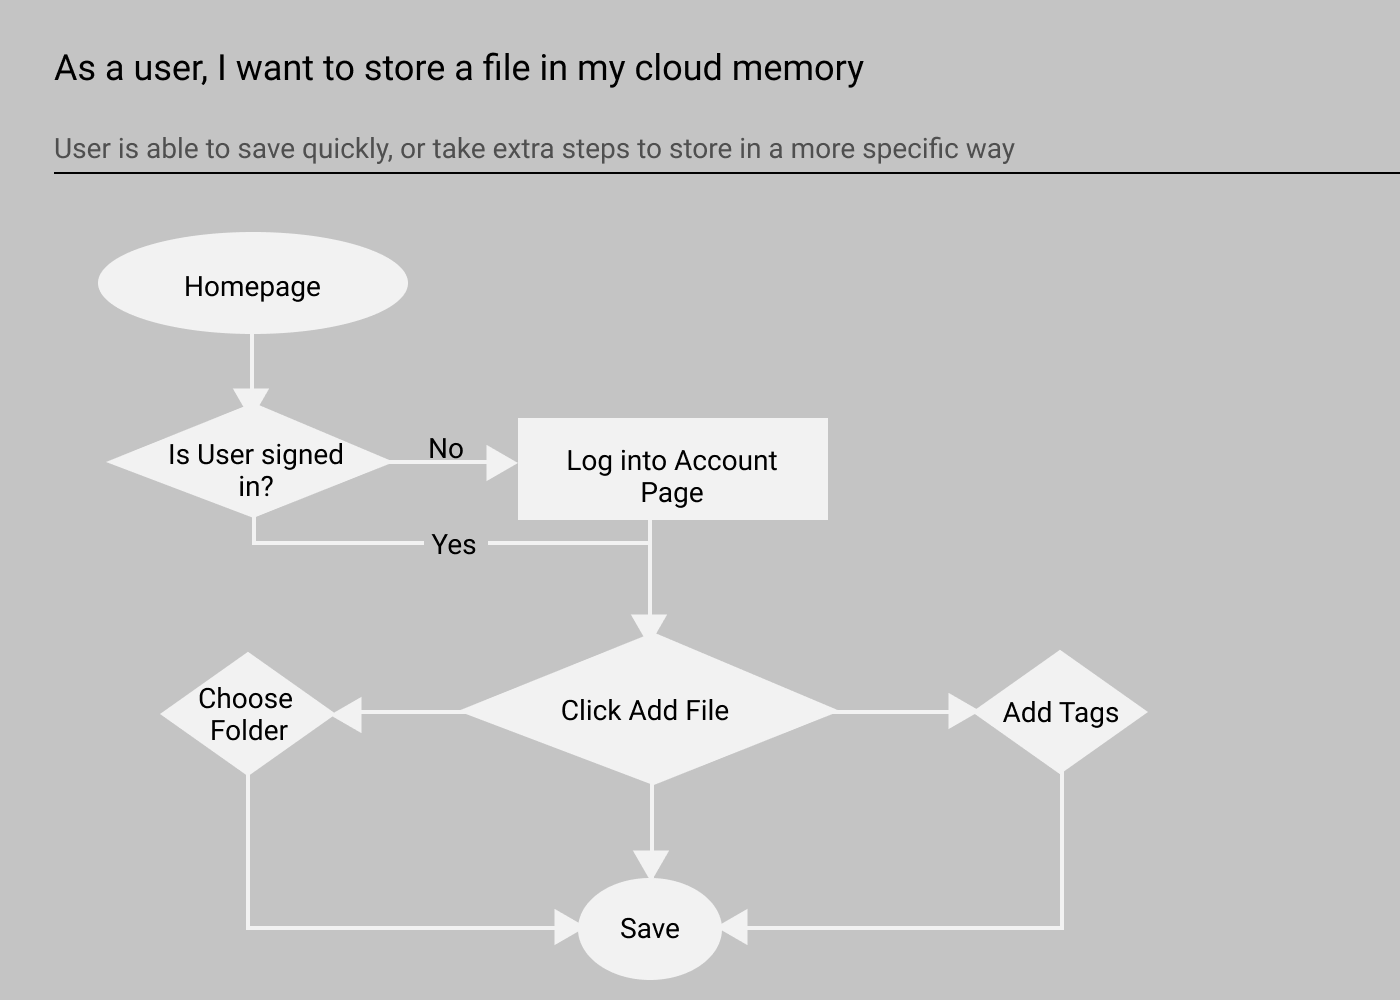 As a user, I want to store a file in my cloud memory
User is able to save quickly, or take extra steps to store in a more specific way
Homepage
Is User signed
in?
No
Log into Account
Page
Yes
Choose
Folder
Click Add File
Add Tags
Save